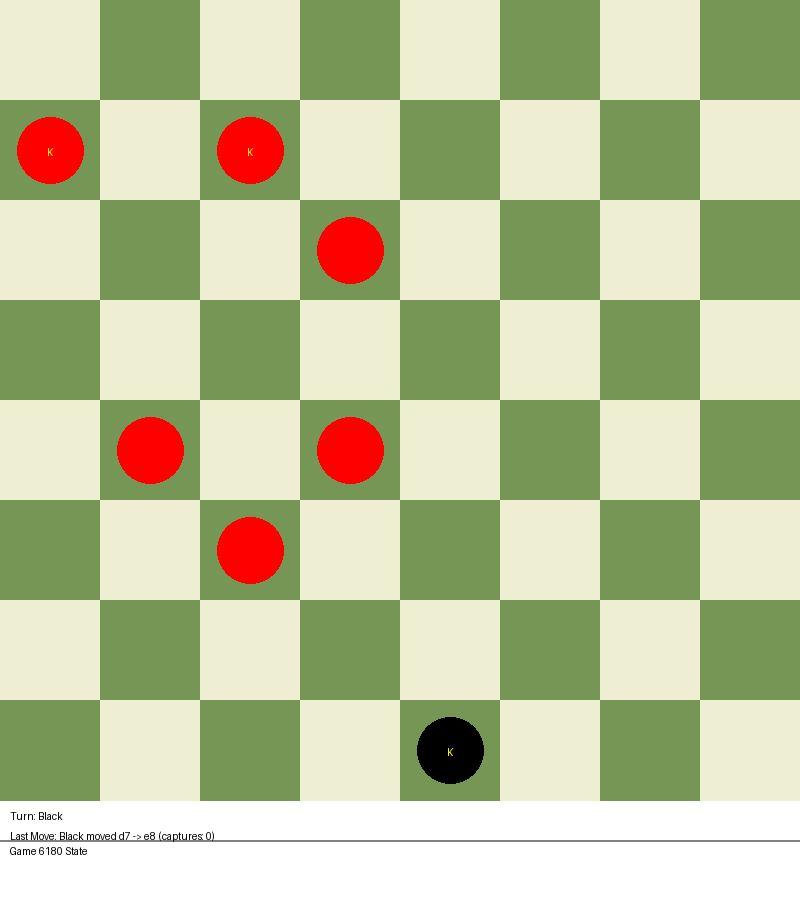 K K
K
Turn: Black
Last Move: Black moved d7 -> e8 (captures: 0)
Game 6180 State